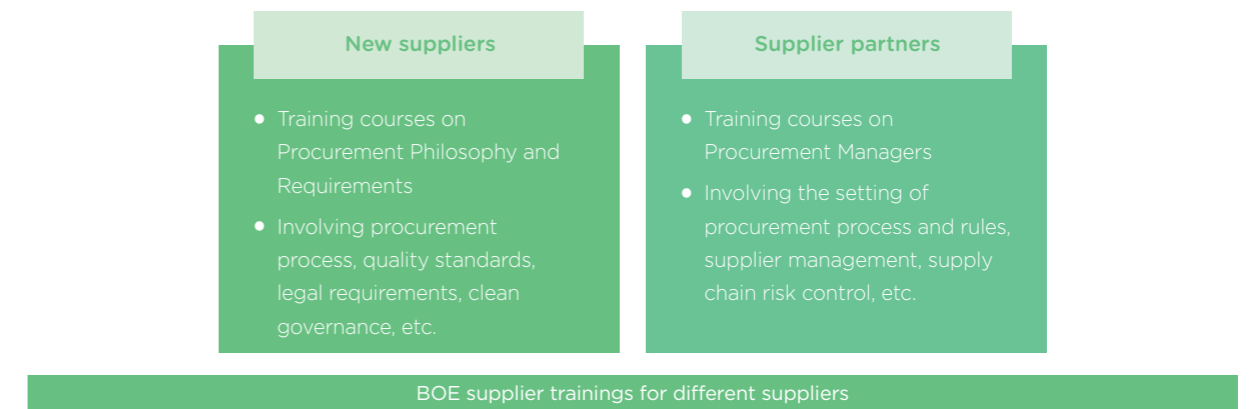 New suppliers
Training courses on
Procurement Philosophy and
Requirements
Involving procurement
process, quality standards,
legal requirements, clean
governance, etc.
Supplier partners
Training courses on
Procurement Managers
Involving the setting of
procurement process and rules,
supplier management, supply
chain risk control, etc.
BOE supplier trainings for different suppliers